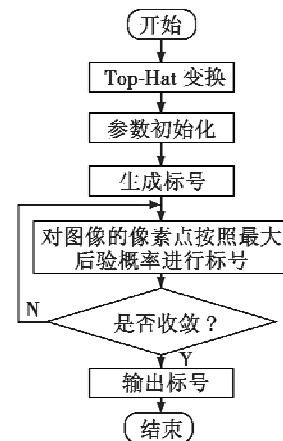 开始
Top-Hat 变换
参数初始化
生成标号
对图像的像素点按照最大
后验概率进行标号
N
是否收敛?
Y
输出标号
结束